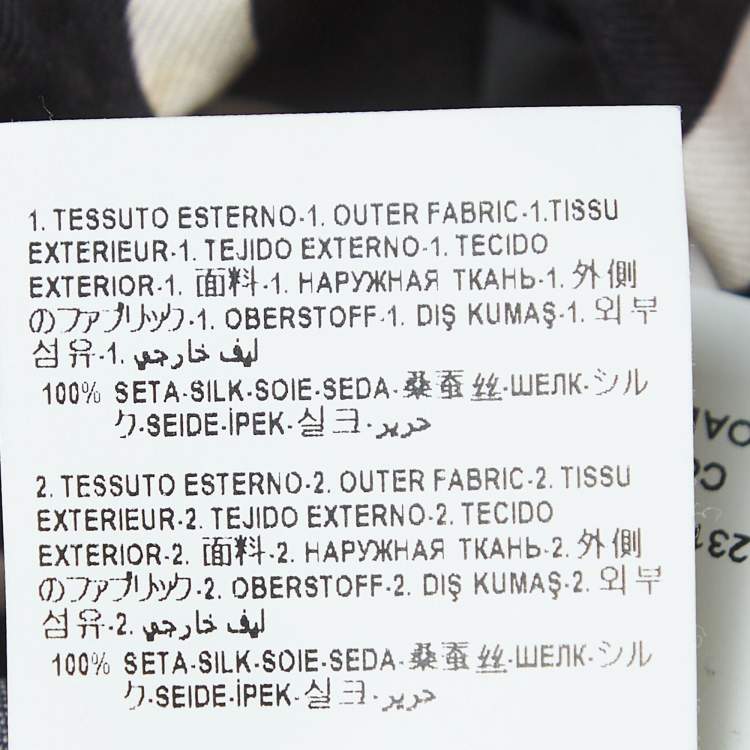 1. TESSUTO ESTERNO-1. OUTER FABRIC-1.TISSU
EXTERIEUR-1. TEJIDO EXTERNO-1. TECIDO
EXTERIOR-1. 面料-1. НАРУЖНАЯ ТКАНЬ-1. 外側
のファブリック-1. OBERSTOFF-1. DIŞ KUMAŞ-1. 외부
섬유-1. ليف خارجي
100% SETA-SILK-SOIE-SEDA-桑蚕丝-ШЕЛК-シル
ク-SEIDE-İPEK-실크-حرير
2. TESSUTO ESTERNO-2. OUTER FABRIC-2. TISSU
EXTERIEUR-2. TEJIDO EXTERNO-2. TECIDO
EXTERIOR-2. 面料-2. НАРУЖНАЯ ТКАНЬ-2. 外側
のファブリック-2. OBERSTOFF-2. DIŞ KUMAŞ-2. 외부
섬유-2. ليف خارجي
100% SETA-SILK-SOIE-SEDA-桑蚕丝-ШЕЛК-シル
ク-SEIDE-İPEK-실크-حرير